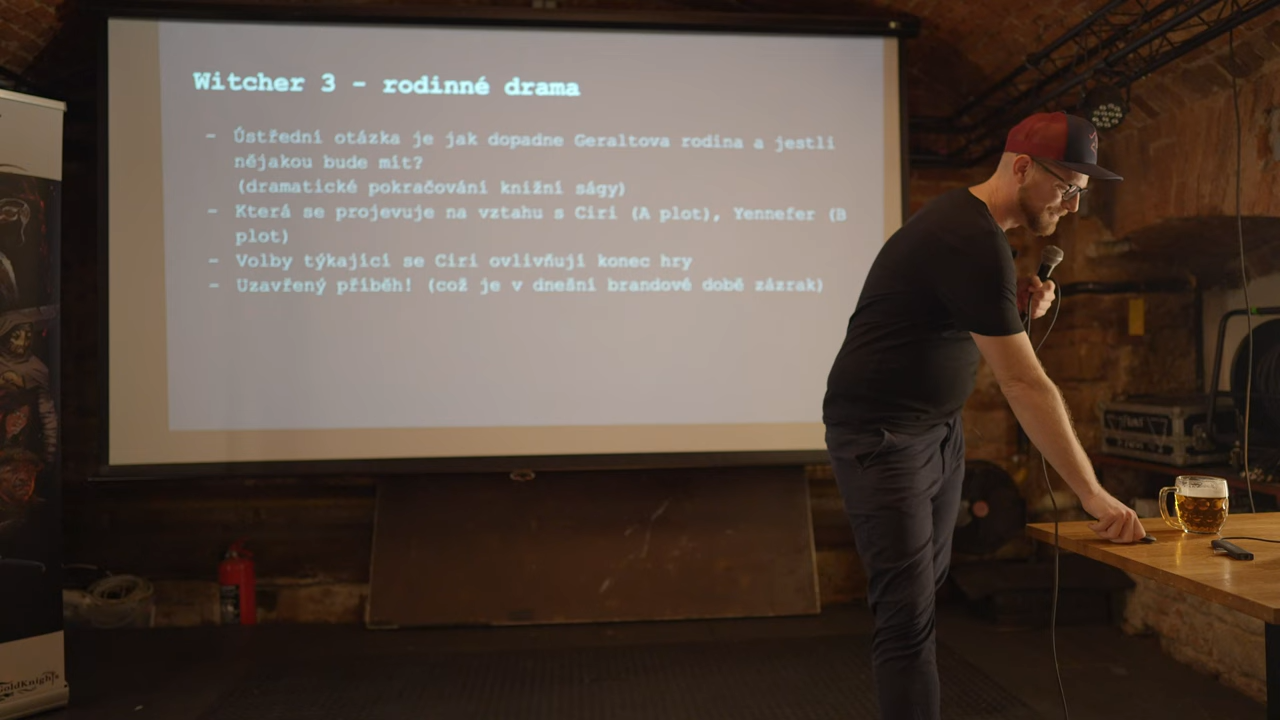 Witcher 3 - rodinné drama
- Ústřední otázka je jak dopadne Geraltova rodina a jestli
nějakou bude mít?
(dramatické pokračování knižní ságy)
- Která se projevuje na vztahu s Ciri (A plot), Yennefer (B
plot)
- Volby týkající se Ciri ovlivňují konec hry
- Uzavřený příběh! (což je v dnešní brandové době zázrak)
oldKnights